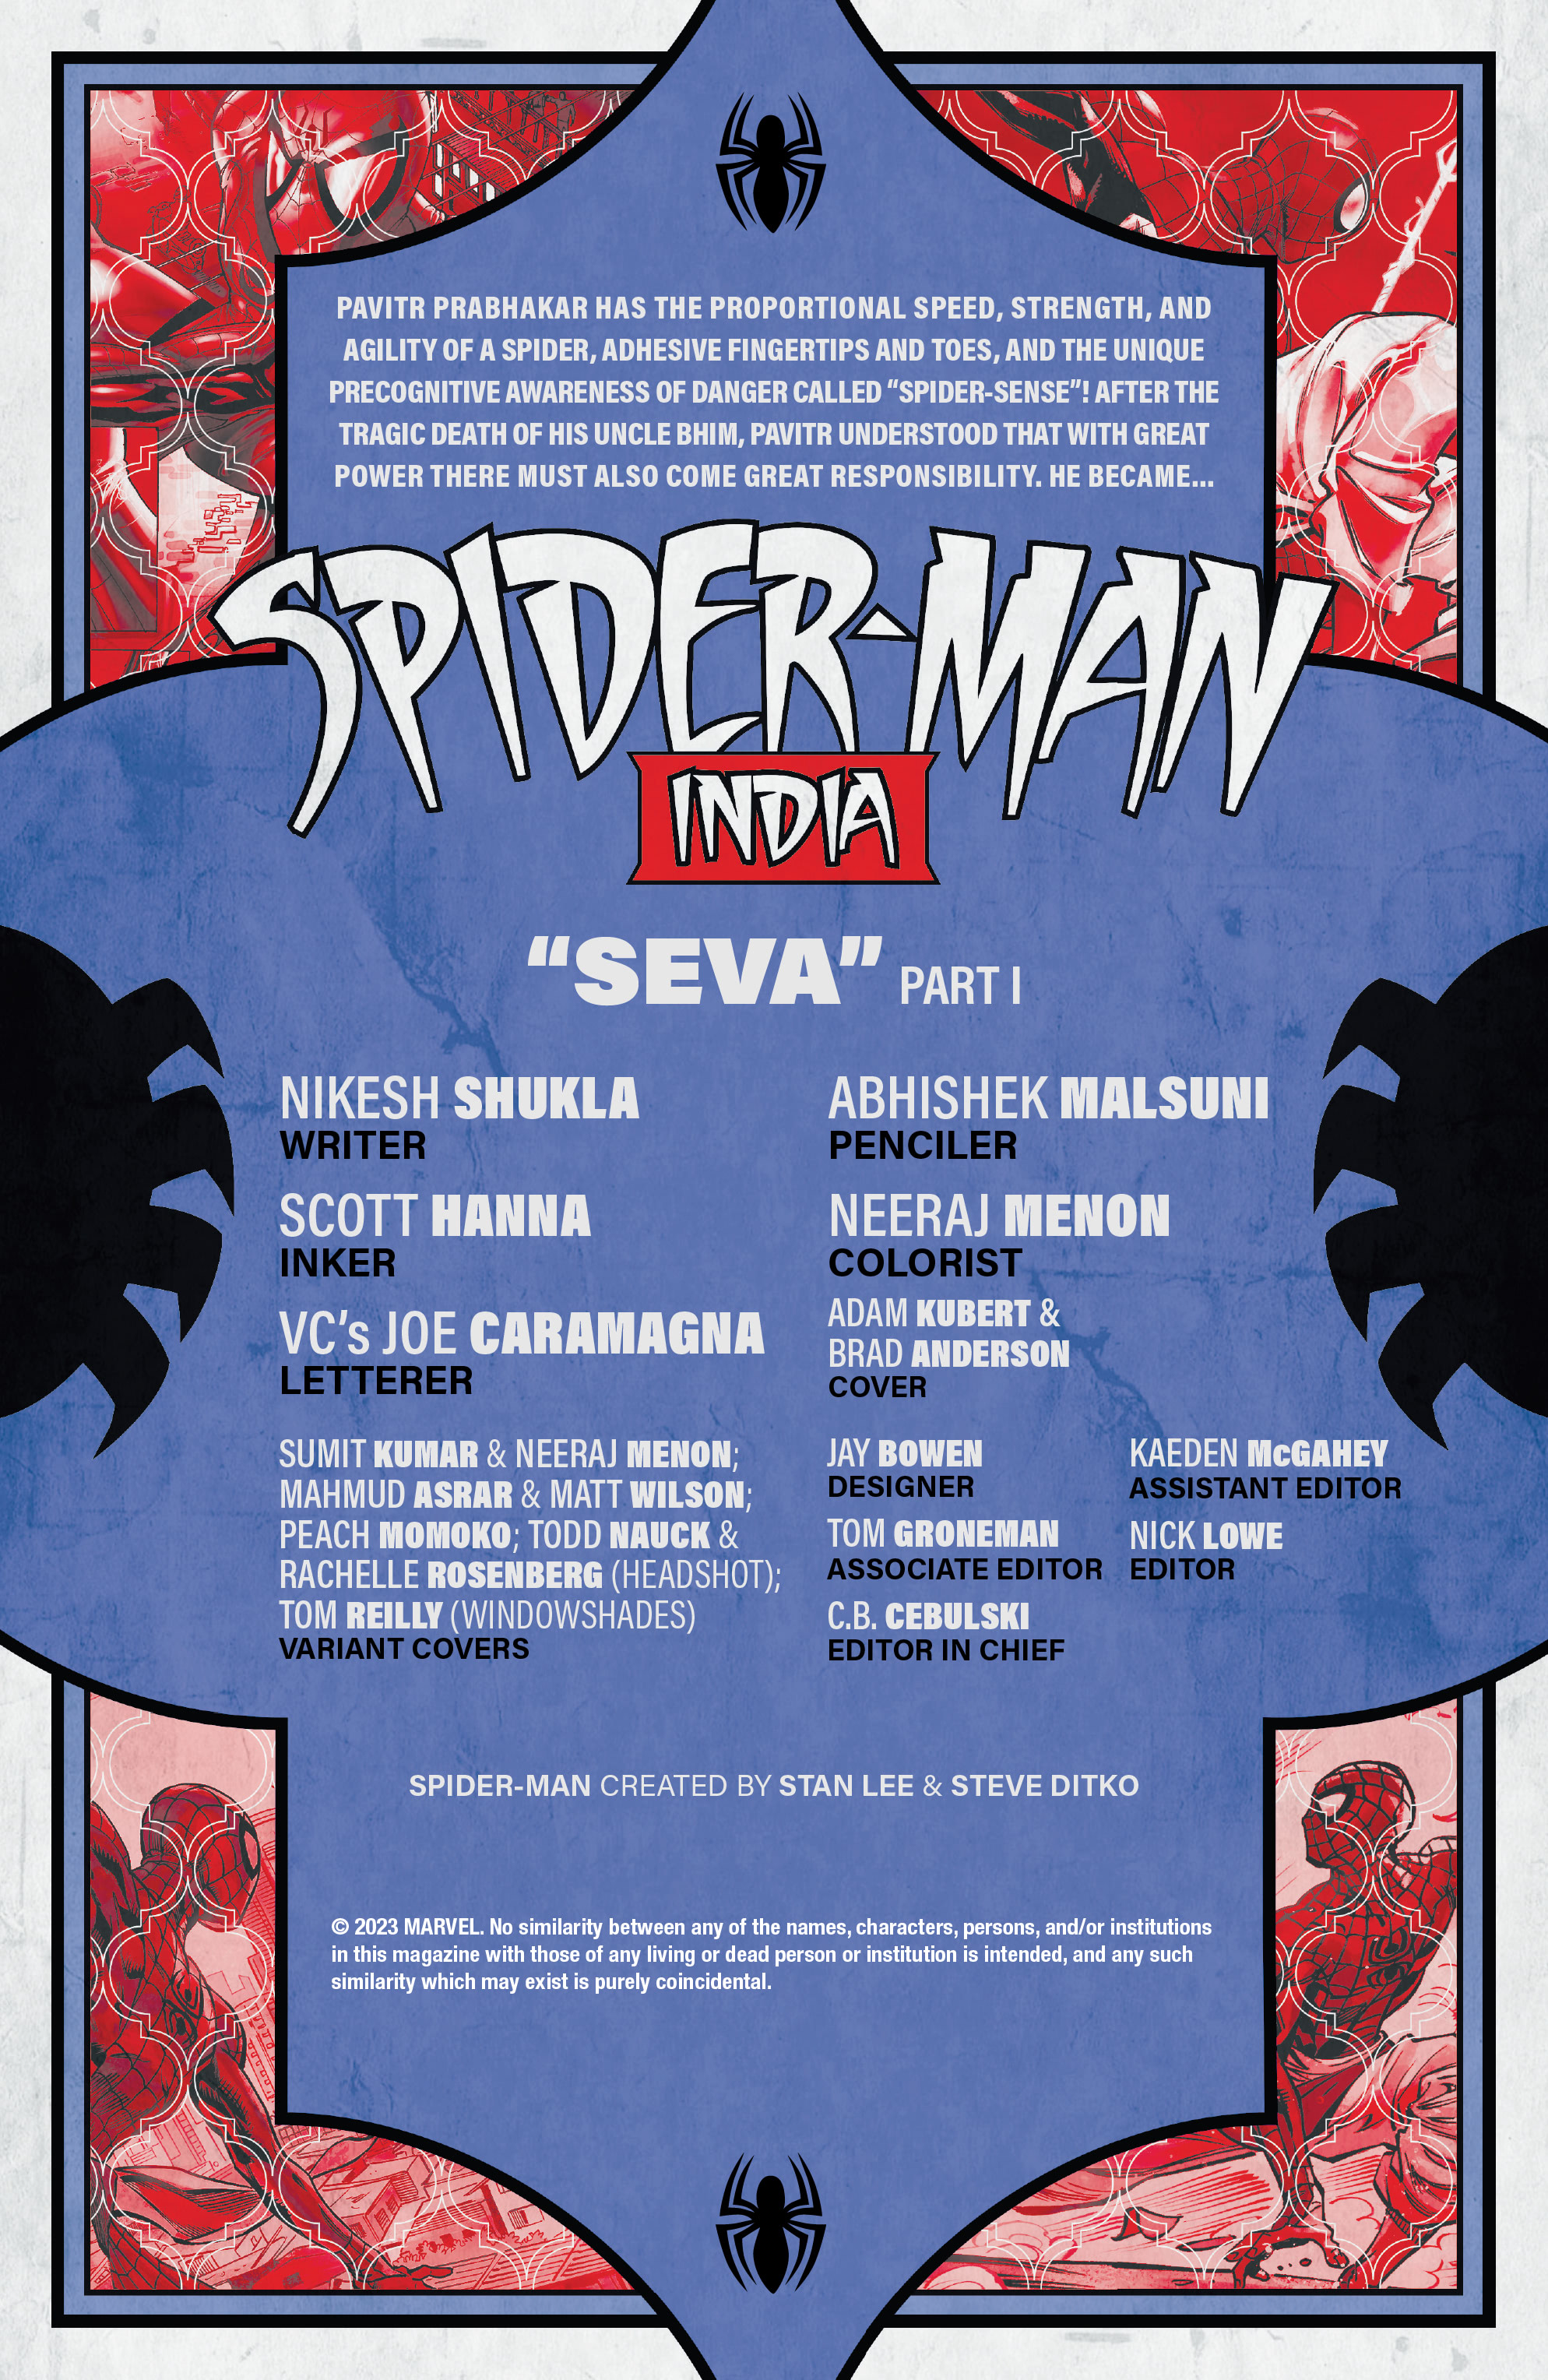 PAVITR PRABHAKAR HAS THE PROPORTIONAL SPEED, STRENGTH, AND
AGILITY OF A SPIDER, ADHESIVE FINGERTIPS AND TOES, AND THE UNIQUE
PRECOGNITIVE AWARENESS OF DANGER CALLED “SPIDER-SENSE”! AFTER THE
TRAGIC DEATH OF HIS UNCLE BHIM, PAVITR UNDERSTOOD THAT WITH GREAT
POWER THERE MUST ALSO COME GREAT RESPONSIBILITY. HE BECAME...
SPIDER-MAN
INDIA
“SEVA” PART I
NIKESH SHUKLA
WRITER
ABHISHEK MALSUNI
PENCILER
SCOTT HANNA
INKER
NEERAJ MENON
COLORIST
VC’s JOE CARAMAGNA
LETTERER
ADAM KUBERT &
BRAD ANDERSON
COVER
SUMIT KUMAR & NEERAJ MENON;
MAHMUD ASRAR & MATT WILSON;
PEACH MOMOKO; TODD NAUCK &
RACHELLE ROSENBERG (HEADSHOT);
TOM REILLY (WINDOWSHADES)
VARIANT COVERS
JAY BOWEN
DESIGNER
KAEDEN McGAHEY
ASSISTANT EDITOR
TOM GRONEMAN
ASSOCIATE EDITOR
NICK LOWE
EDITOR
C.B. CEBULSKI
EDITOR IN CHIEF
SPIDER-MAN CREATED BY STAN LEE & STEVE DITKO
© 2023 MARVEL. No similarity between any of the names, characters, persons, and/or institutions
in this magazine with those of any living or dead person or institution is intended, and any such
similarity which may exist is purely coincidental.